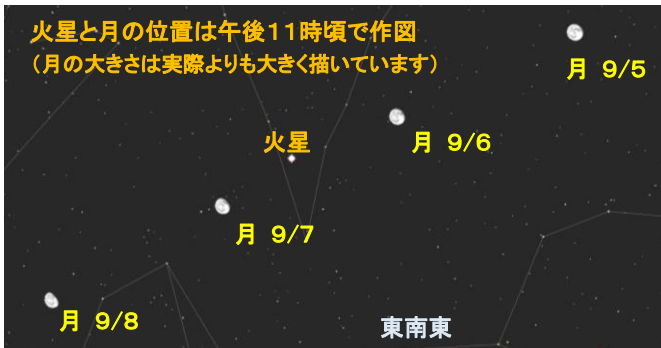 火星と月の位置は午後１１時頃で作図
（月の大きさは実際よりも大きく描いています）
月 9/5
月 9/6
火星
月 9/7
月 9/8
東南東